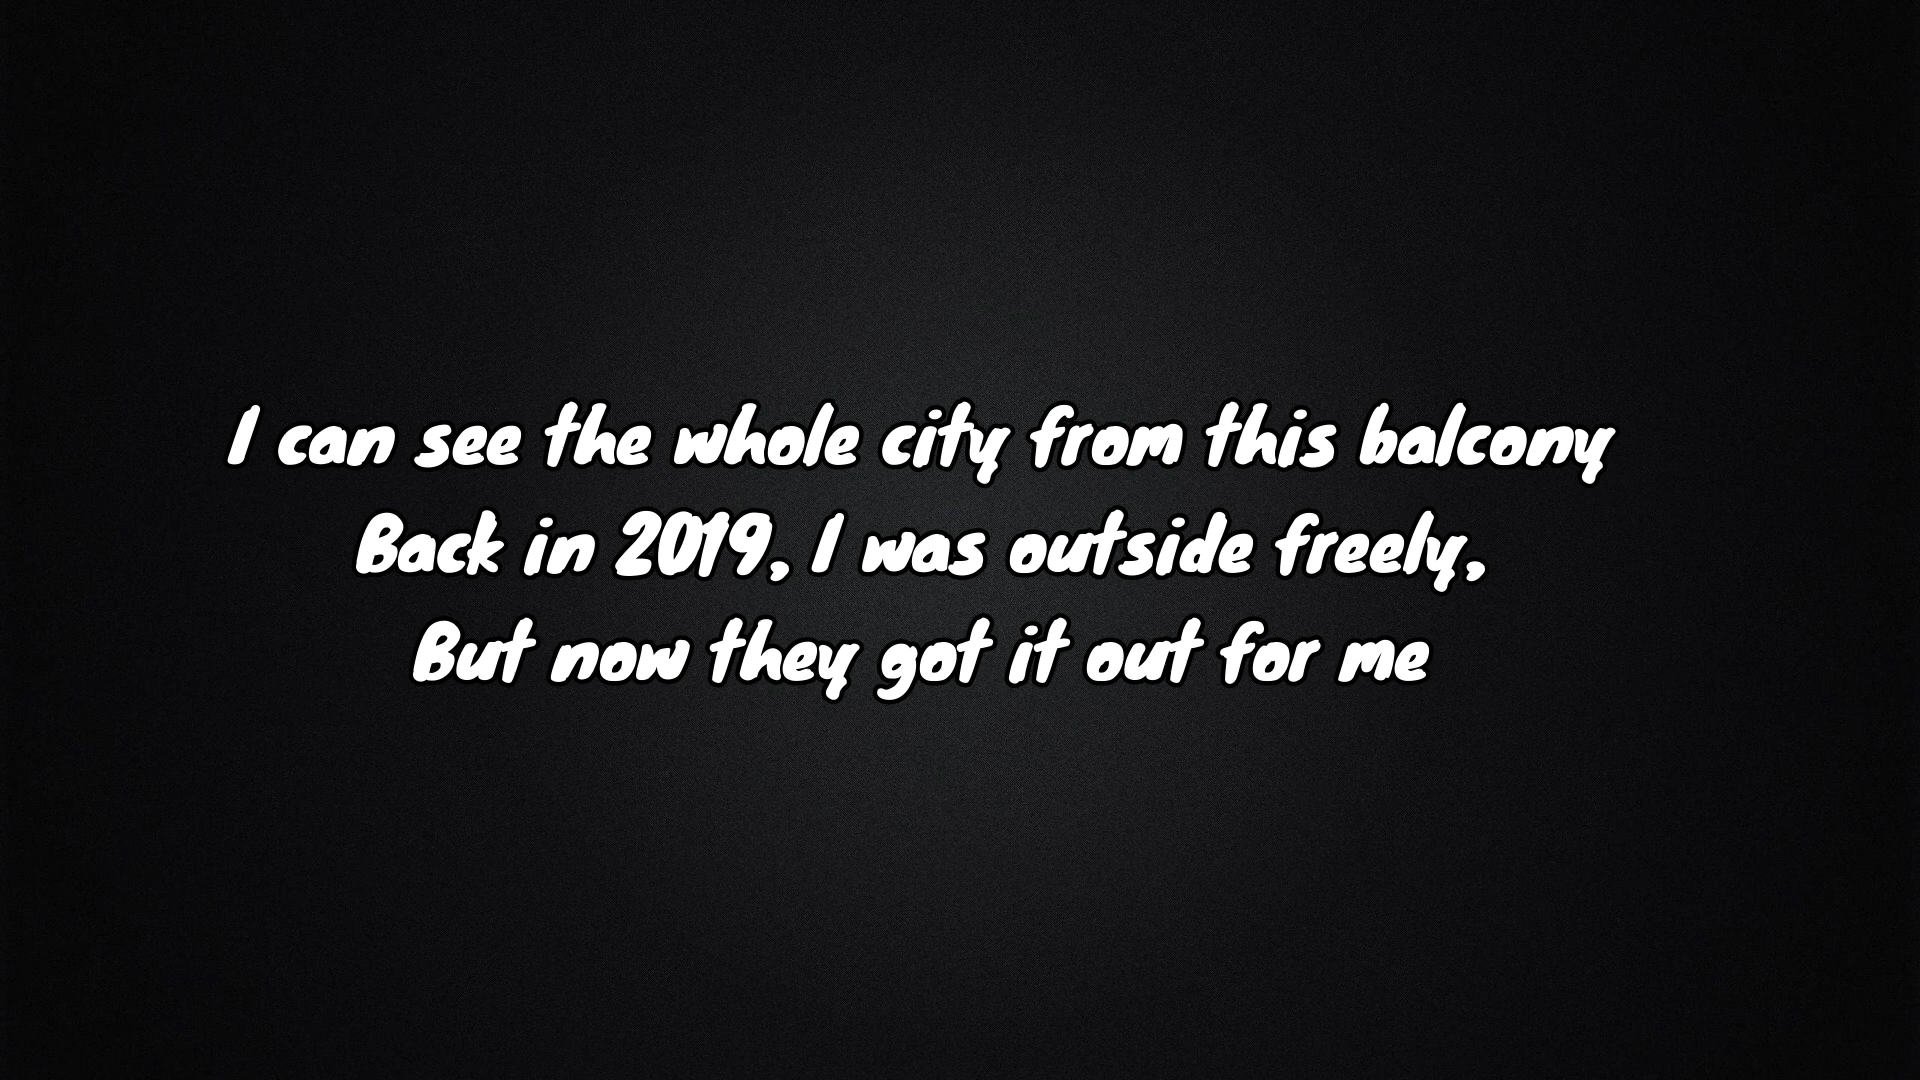 I can see the whole city from this balcony
Back in 2019, I was outside freely,
But now they got it out for me